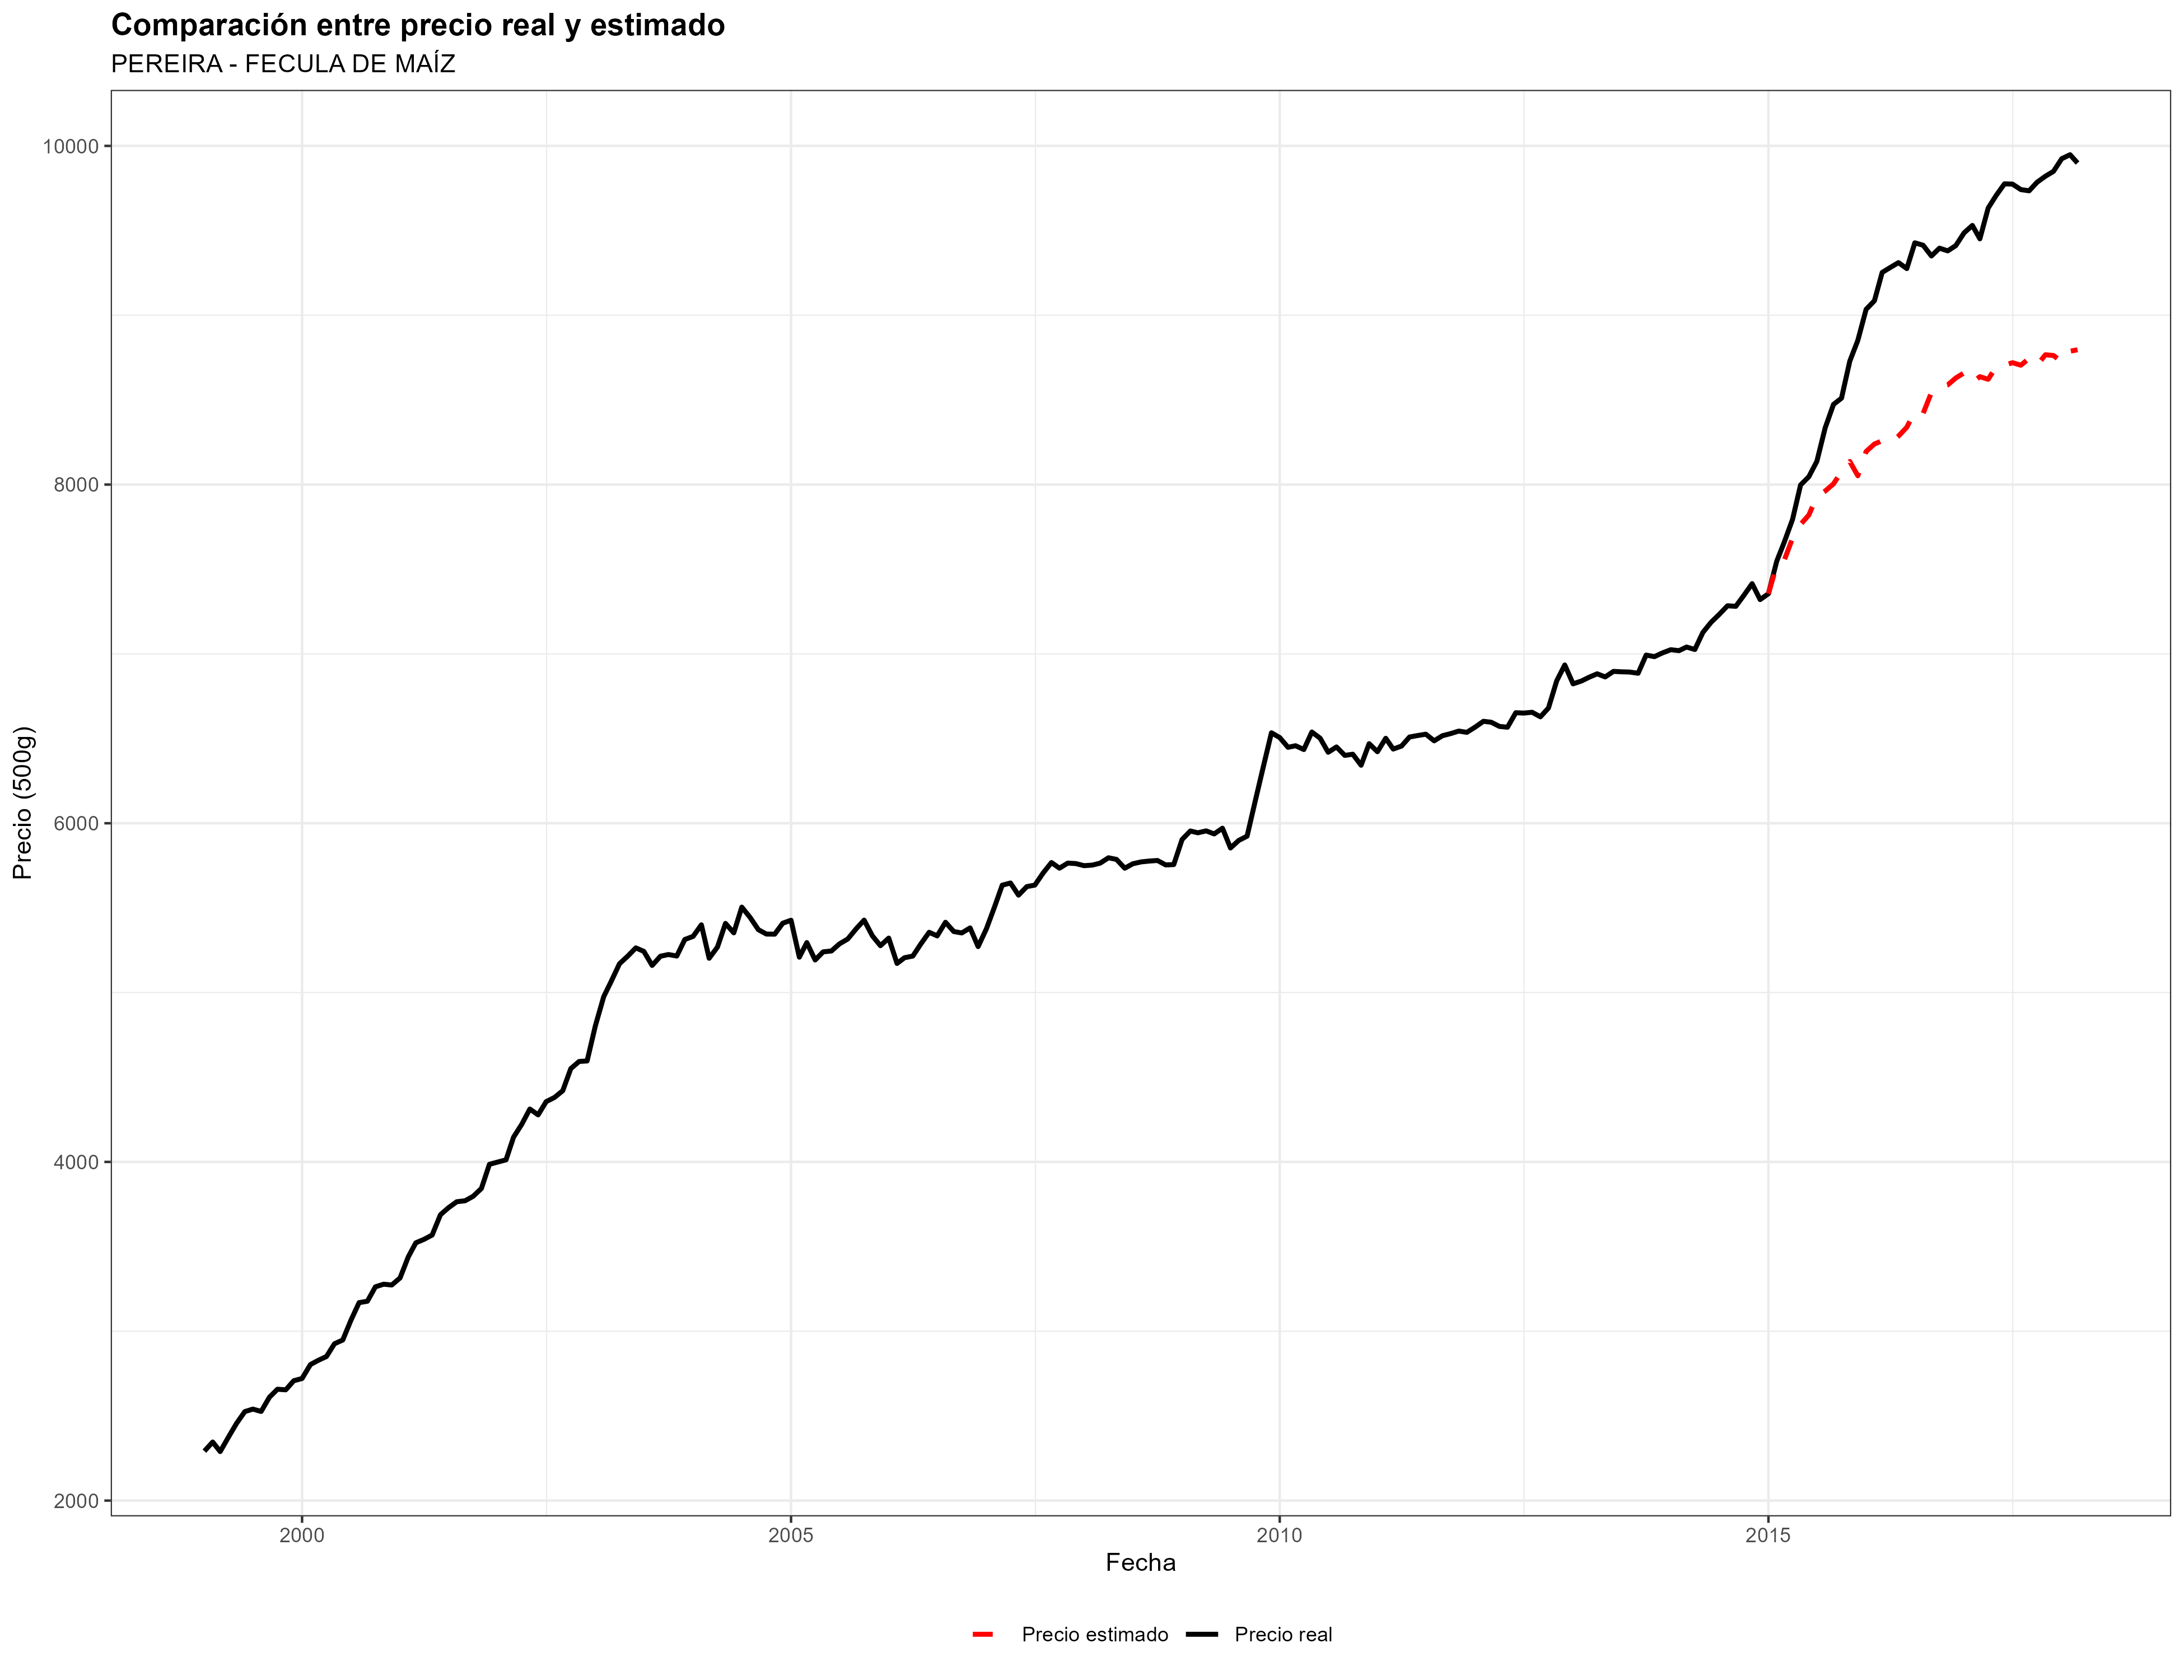 Comparación entre precio real y estimado
PEREIRA - FECULA DE MAÍZ
Precio (500g)
10000
8000
6000
4000
2000
2000
2005
2010
2015
Fecha
Precio estimado
Precio real